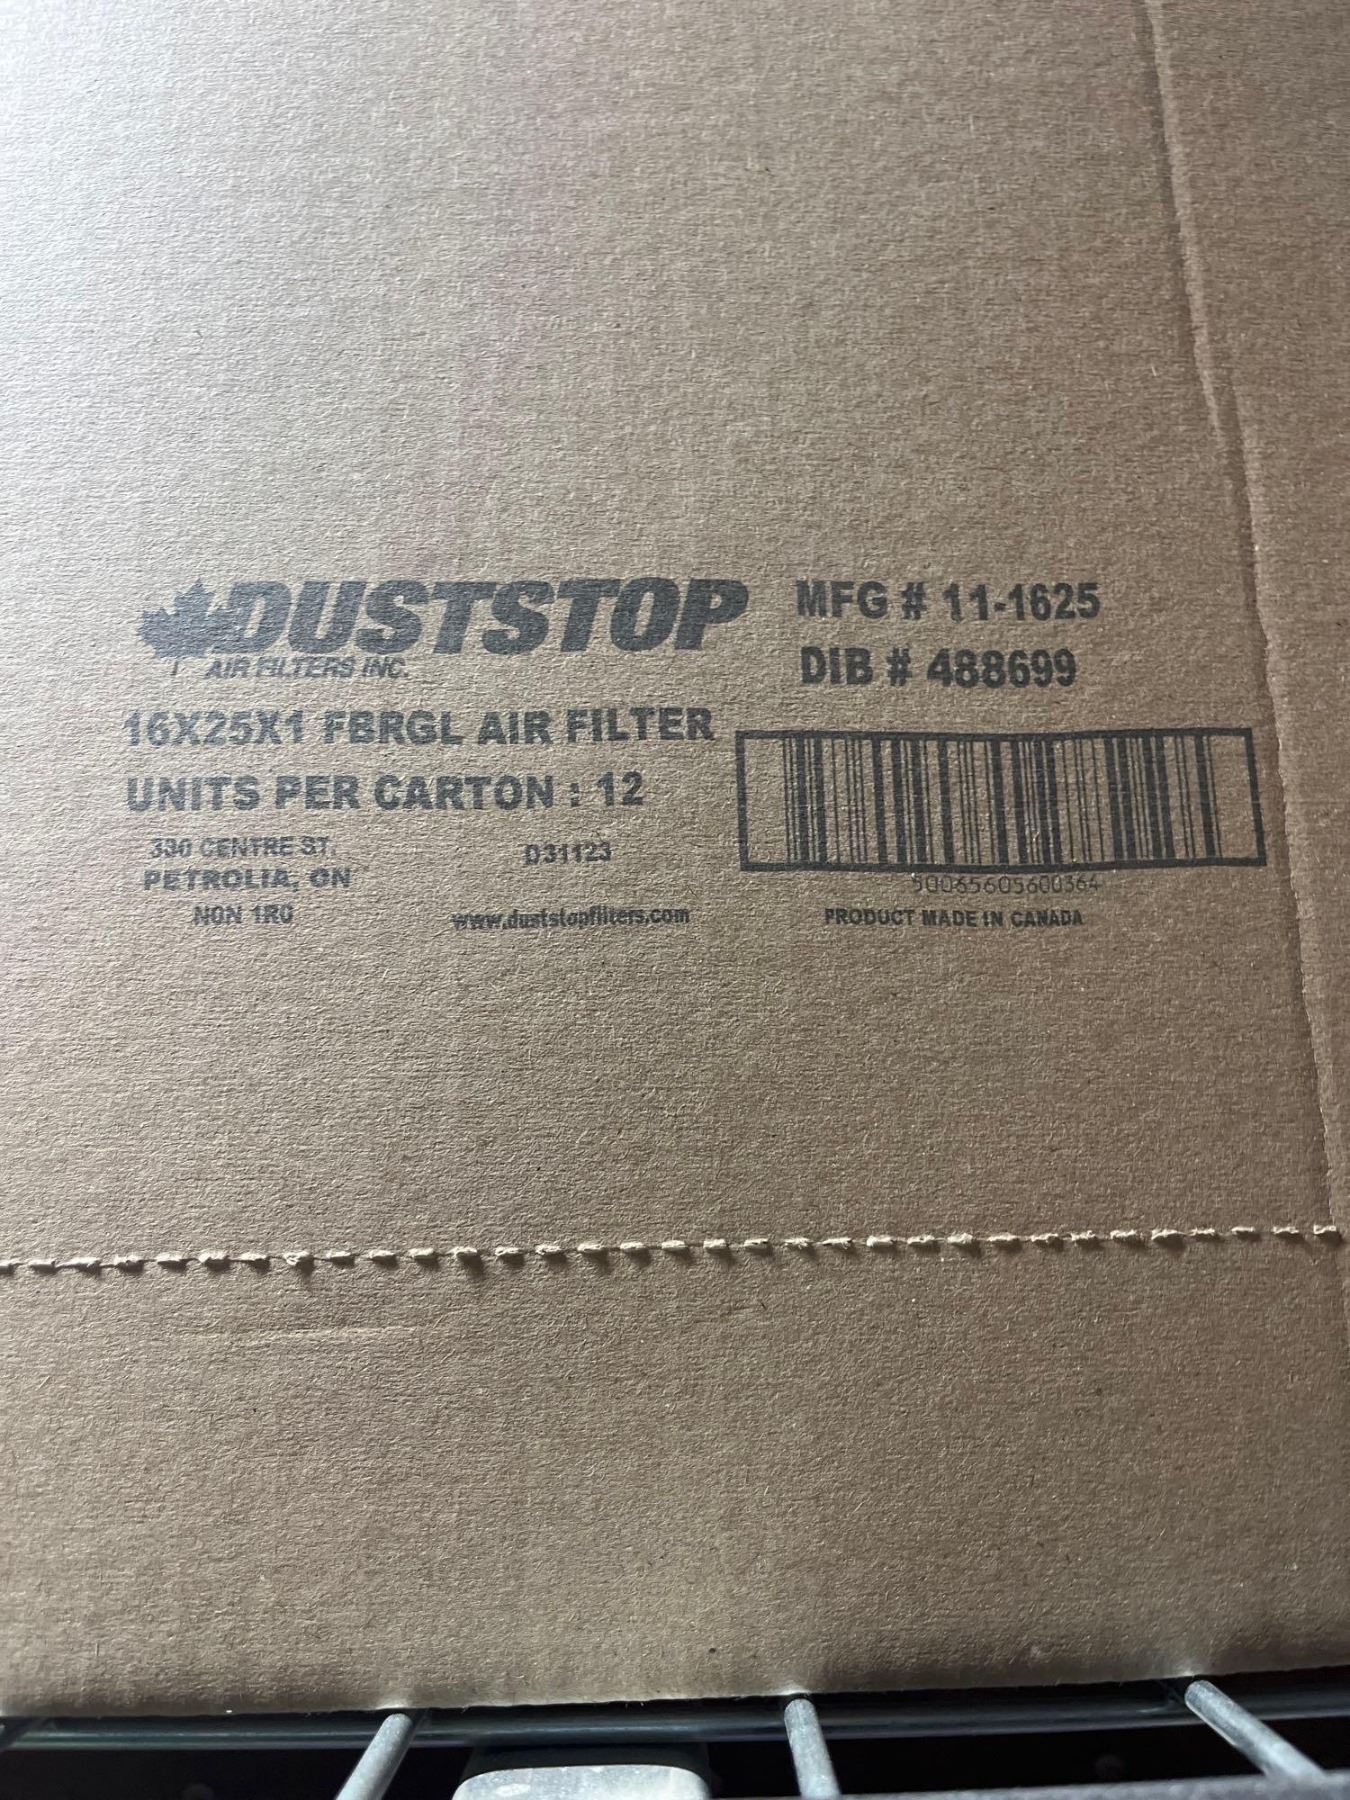 DUSTSTOP
AIR FILTERS INC.
16X25X1 FBRGL AIR FILTER
UNITS PER CARTON : 12
330 CENTRE ST.
PETROLIA, ON
N0N 1R0
D31123
www.duststopfilters.com
MFG # 11-1625
DIB # 488699
50065605600364
PRODUCT MADE IN CANADA